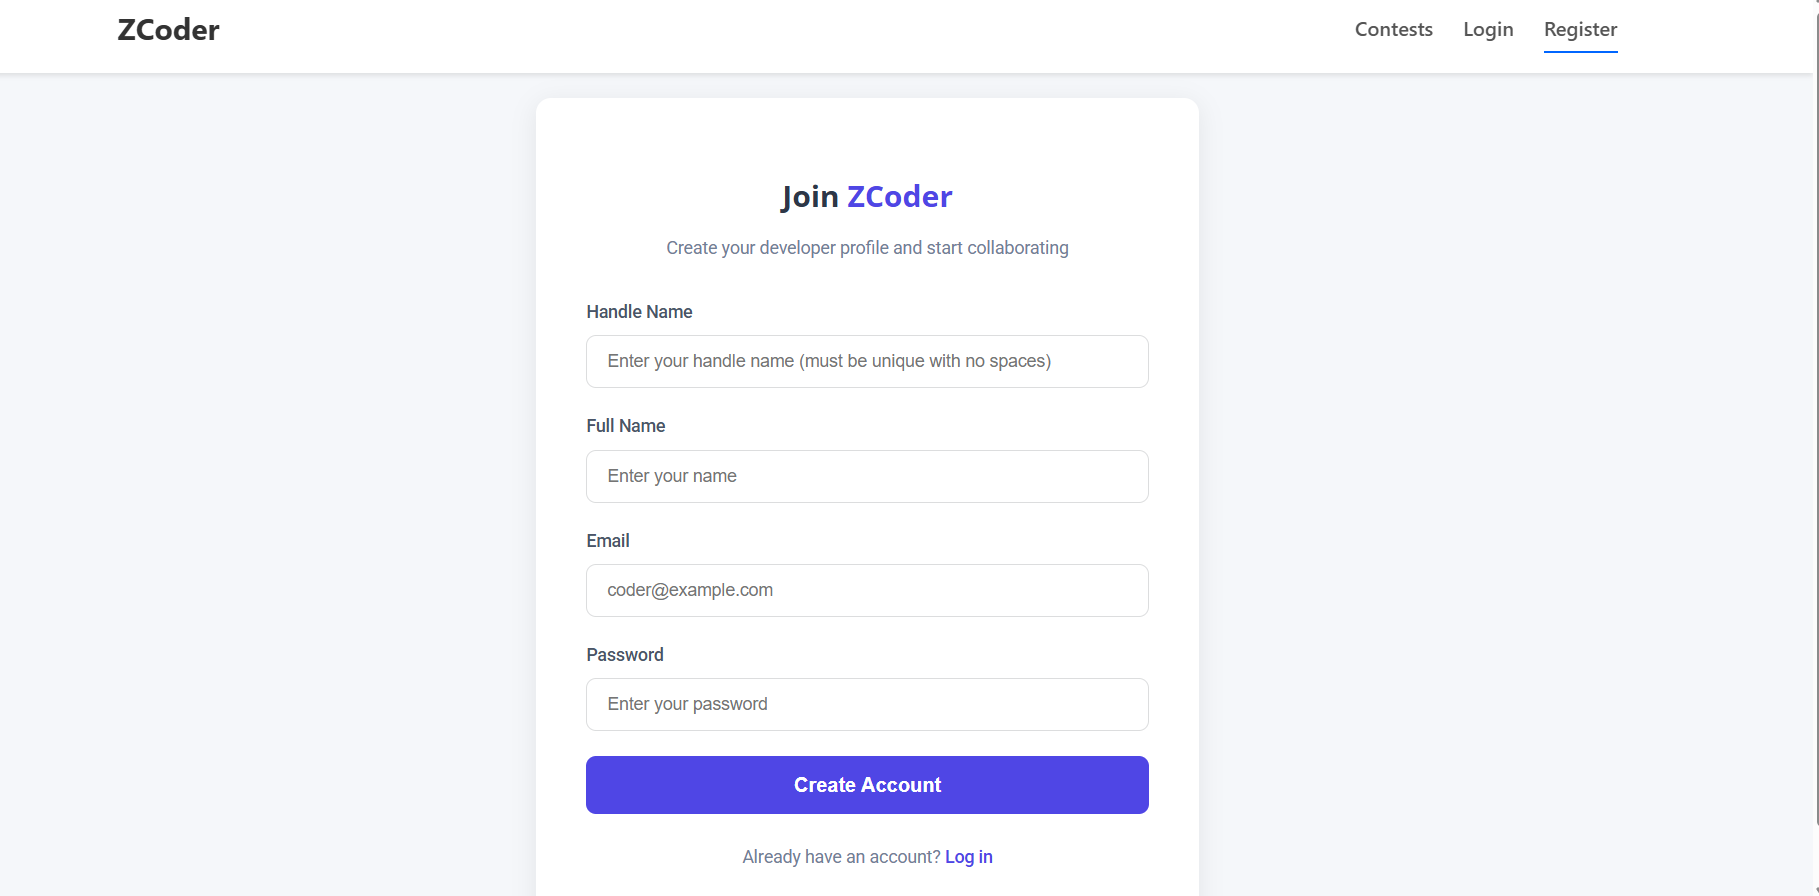 ZCoder
Contests Login Register
Join ZCoder
Create your developer profile and start collaborating
Handle Name
Enter your handle name (must be unique with no spaces)
Full Name
Enter your name
Email
coder@example.com
Password
Enter your password
Create Account
Already have an account? Log in